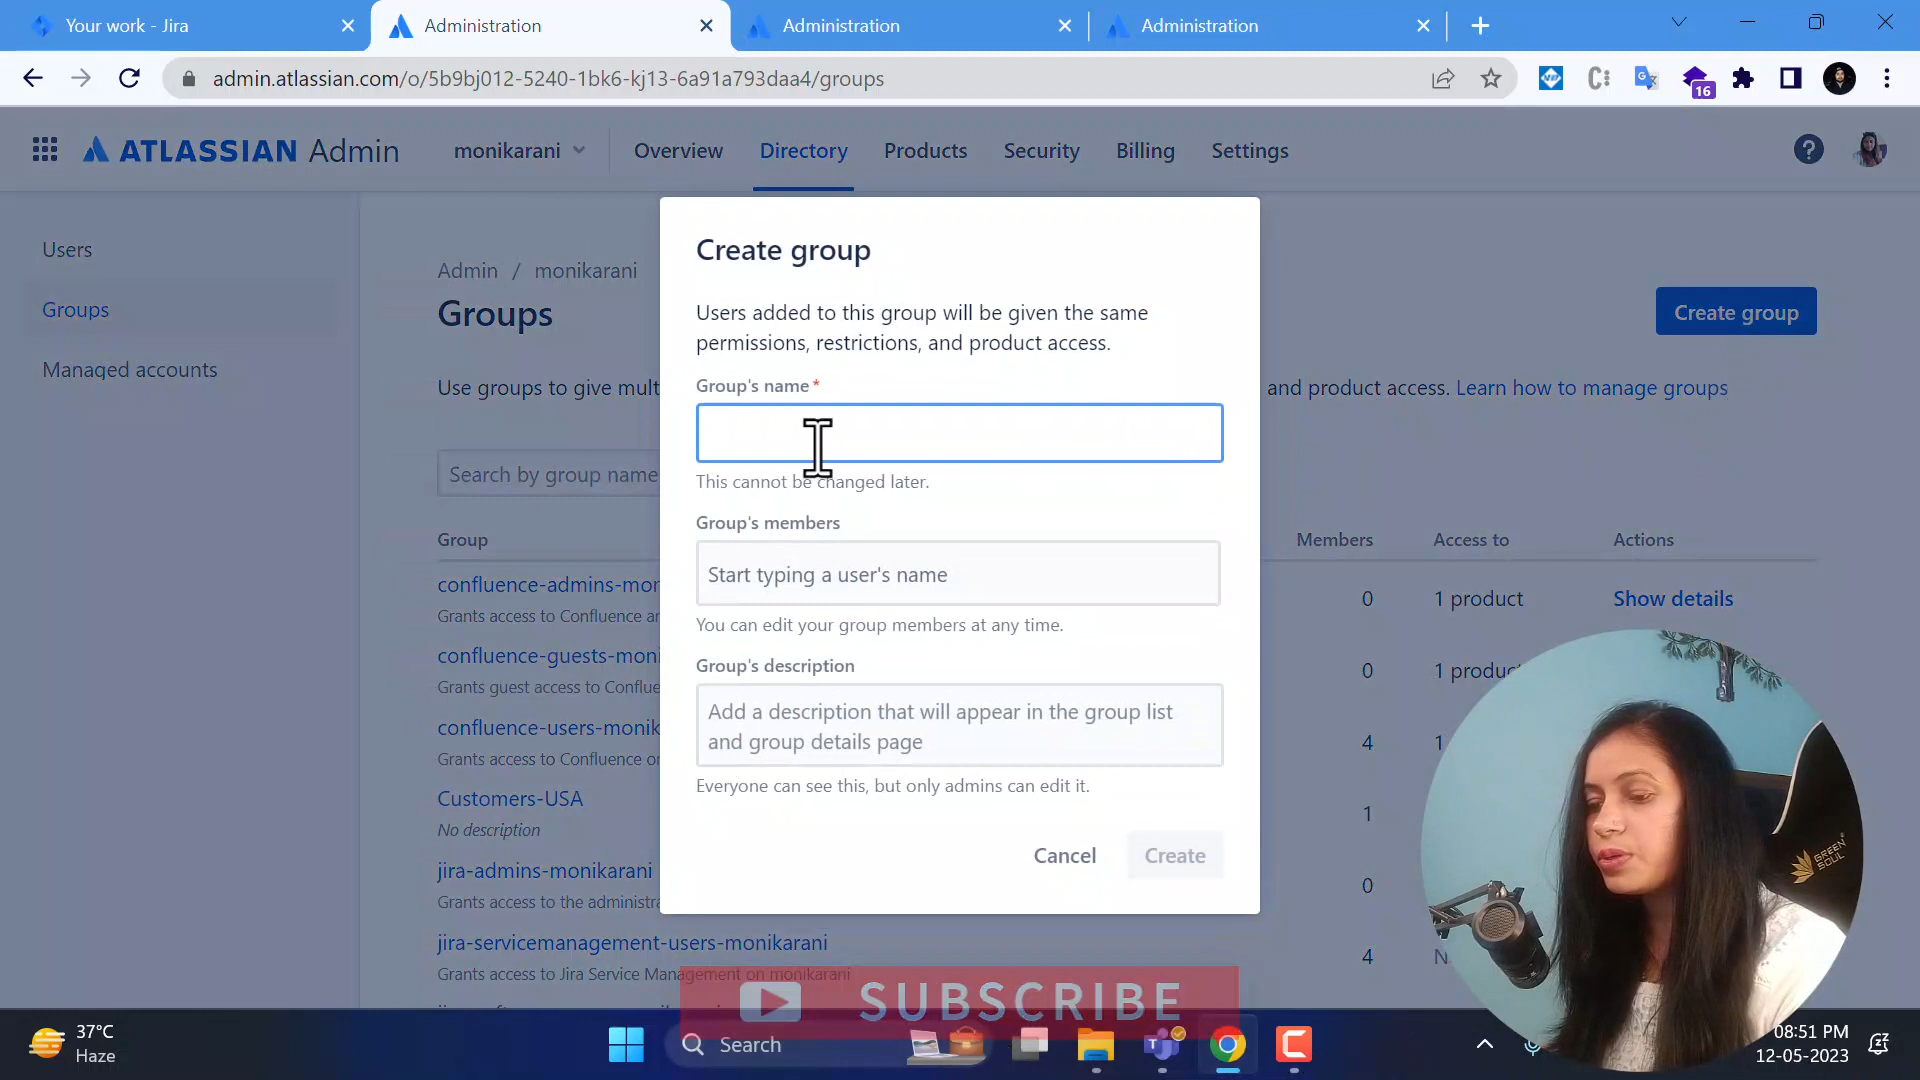 Your work - Jira
Administration
Administration
Administration
admin.atlassian.com/o/5b9bj012-5240-1bk6-kj13-6a91a793daa4/groups
16
ATLASSIAN Admin
monikarani
Overview
Directory
Products
Security
Billing
Settings
Users
Groups
Managed accounts
Admin / monikarani
Groups
Create group
Use groups to give mult
and product access. Learn how to manage groups
Search by group name
Group
Members
Access to
Actions
confluence-admins-mon
Grants access to Confluence an
0
1 product
Show details
confluence-guests-moni
Grants guest access to Conflue
0
1 produc
confluence-users-monik
Grants access to Confluence o
4
1
Customers-USA
No description
1
jira-admins-monikarani
Grants access to the administra
0
jira-servicemanagement-users-monikarani
Grants access to Jira Service Management on monikarani
4
N
Create group
Users added to this group will be given the same
permissions, restrictions, and product access.
Group's name *
This cannot be changed later.
Group's members
Start typing a user's name
You can edit your group members at any time.
Group's description
Add a description that will appear in the group list
and group details page
Everyone can see this, but only admins can edit it.
Cancel
Create
GREEN
SOUL
SUBSCRIBE
37°C
Haze
Search
08:51 PM
12-05-2023